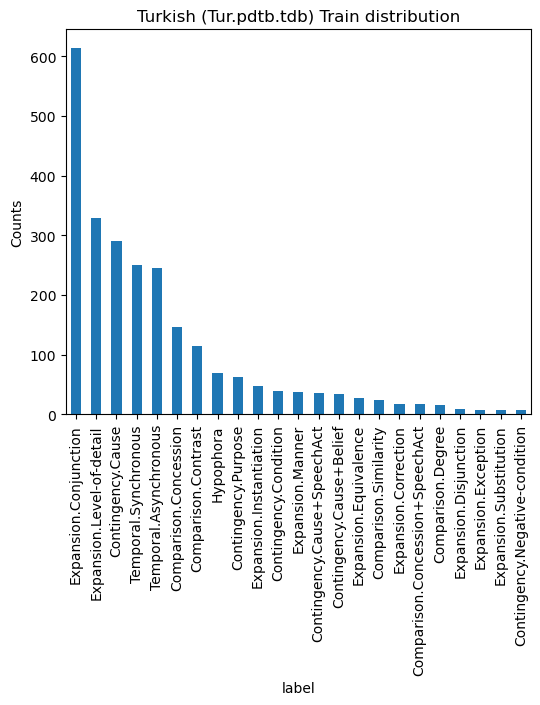 Turkish (Tur.pdtb.tdb) Train distribution
Counts
600
500
400
300
200
100
0
Expansion.Conjunction
Expansion.Level-of-detail
Contingency.Cause
Temporal.Synchronous
Temporal.Asynchronous
Comparison.Concession
Comparison.Contrast
Hypophora
Contingency.Purpose
Expansion.Instantiation
Contingency.Condition
Expansion.Manner
Contingency.Cause+SpeechAct
Contingency.Cause+Belief
Expansion.Equivalence
Comparison.Similarity
Expansion.Correction
Comparison.Concession+SpeechAct
Comparison.Degree
Expansion.Disjunction
Expansion.Exception
Expansion.Substitution
Contingency.Negative-condition
label